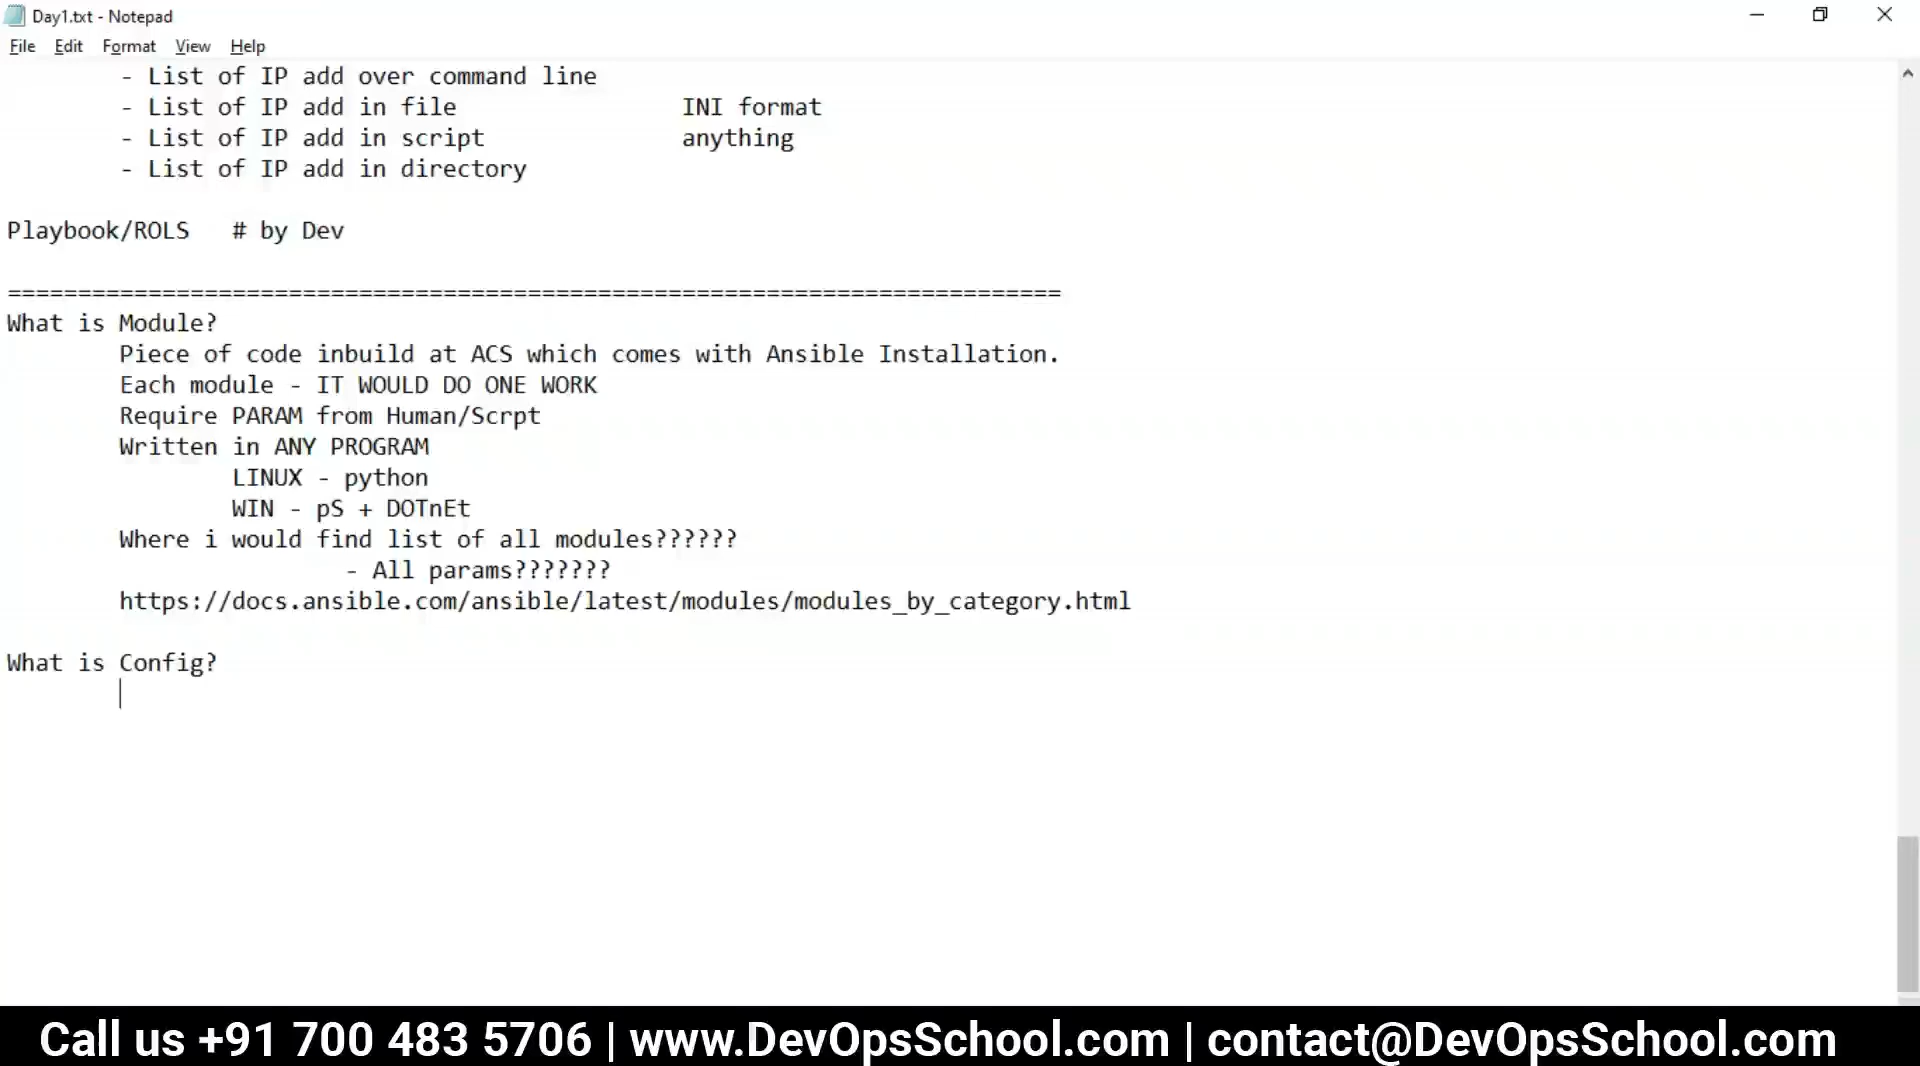 Day1.txt - Notepad
File Edit Format View Help
- List of IP add over command line
- List of IP add in file INI format
- List of IP add in script anything
- List of IP add in directory
Playbook/ROLS # by Dev
===========================================================================
What is Module?
Piece of code inbuild at ACS which comes with Ansible Installation.
Each module - IT WOULD DO ONE WORK
Require PARAM from Human/Scrpt
Written in ANY PROGRAM
LINUX - python
WIN - pS + DOTnEt
Where i would find list of all modules??????
- All params???????
https://docs.ansible.com/ansible/latest/modules/modules_by_category.html
What is Config?
Call us +91 700 483 5706 | www.DevOpsSchool.com | contact@DevOpsSchool.com